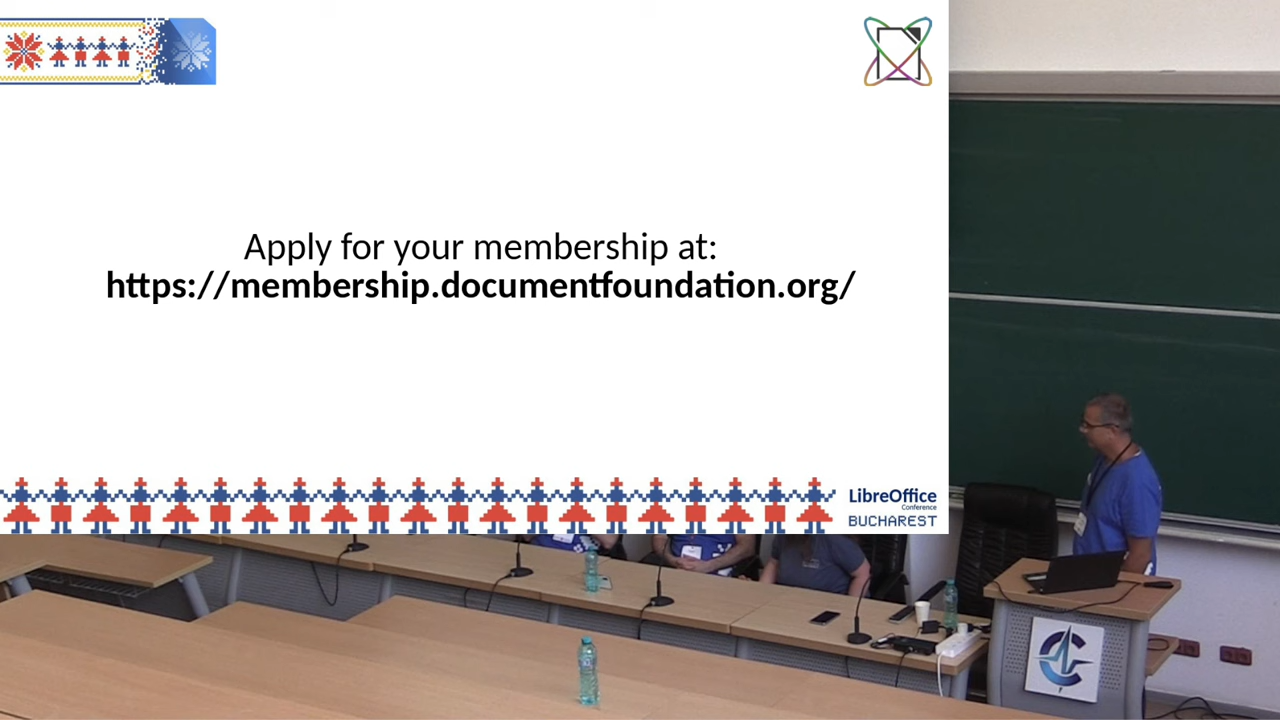 Apply for your membership at:
https://membership.documentfoundation.org/
LibreOffice
Conference
BUCHAREST